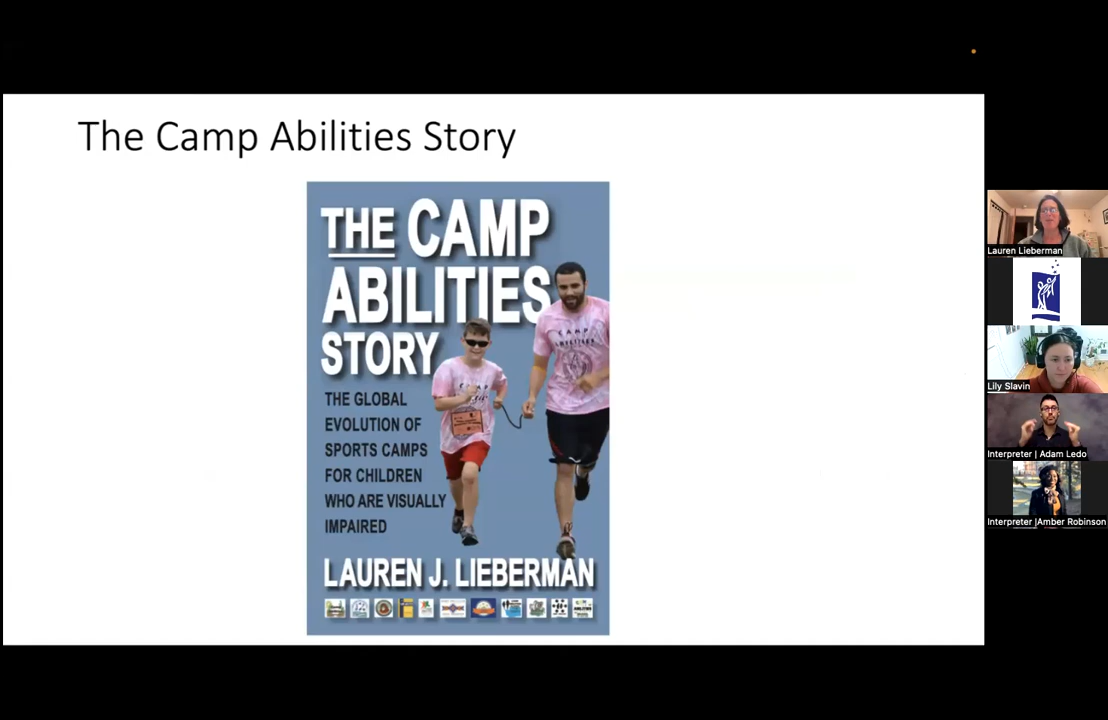 The Camp Abilities Story
THE CAMP
ABILITIES
STORY
THE GLOBAL
EVOLUTION OF
SPORTS CAMPS
FOR CHILDREN
WHO ARE VISUALLY
IMPAIRED
LAUREN J. LIEBERMAN
Lauren Lieberman
Lily Slavin
Interpreter | Adam Ledo
Interpreter |Amber Robinson